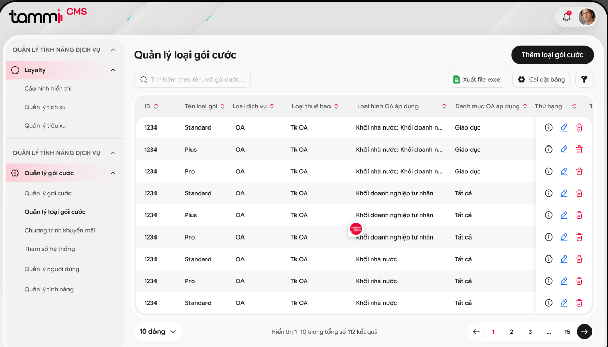 tammi CMS
QUẢN LÝ TÍNH NĂNG DỊCH VỤ
Loyalty
Cấu hình hiển thị
Quản lý tích xu
Quản lý tiêu xu
QUẢN LÝ TÍNH NĂNG DỊCH VỤ
Quản lý gói cước
Quản lý gói cước
Quản lý loại gói cước
Chương trình khuyến mãi
Tham số hệ thống
Quản lý người dùng
Quản lý tính năng
Quản lý loại gói cước
Thêm loại gói cước
Tìm kiếm theo tên, mã gói cước...
Xuất file excel
Cài đặt bảng
ID Tên loại gói Loại dịch vụ Loại thuê bao Loại hình OA áp dụng Danh mục OA áp dụng Thứ hạng
1234 Standard OA Tk OA Khối nhà nước; Khối doanh n... Giáo dục
1234 Plus OA Tk OA Khối nhà nước; Khối doanh n... Giáo dục
1234 Pro OA Tk OA Khối nhà nước; Khối doanh n... Giáo dục
1234 Standard OA Tk OA Khối doanh nghiệp tư nhân Tất cả
1234 Plus OA Tk OA Khối doanh nghiệp tư nhân Tất cả
1234 Pro OA Tk OA Khối doanh nghiệp tư nhân Tất cả
1234 Standard OA Tk OA Khối nhà nước Tất cả
1234 Pro OA Tk OA Khối nhà nước Tất cả
1234 Standard OA Tk OA Khối nhà nước Tất cả
10 dòng
Hiển thị 1-10 trong tổng số 112 kết quả
1 2 3 ... 15